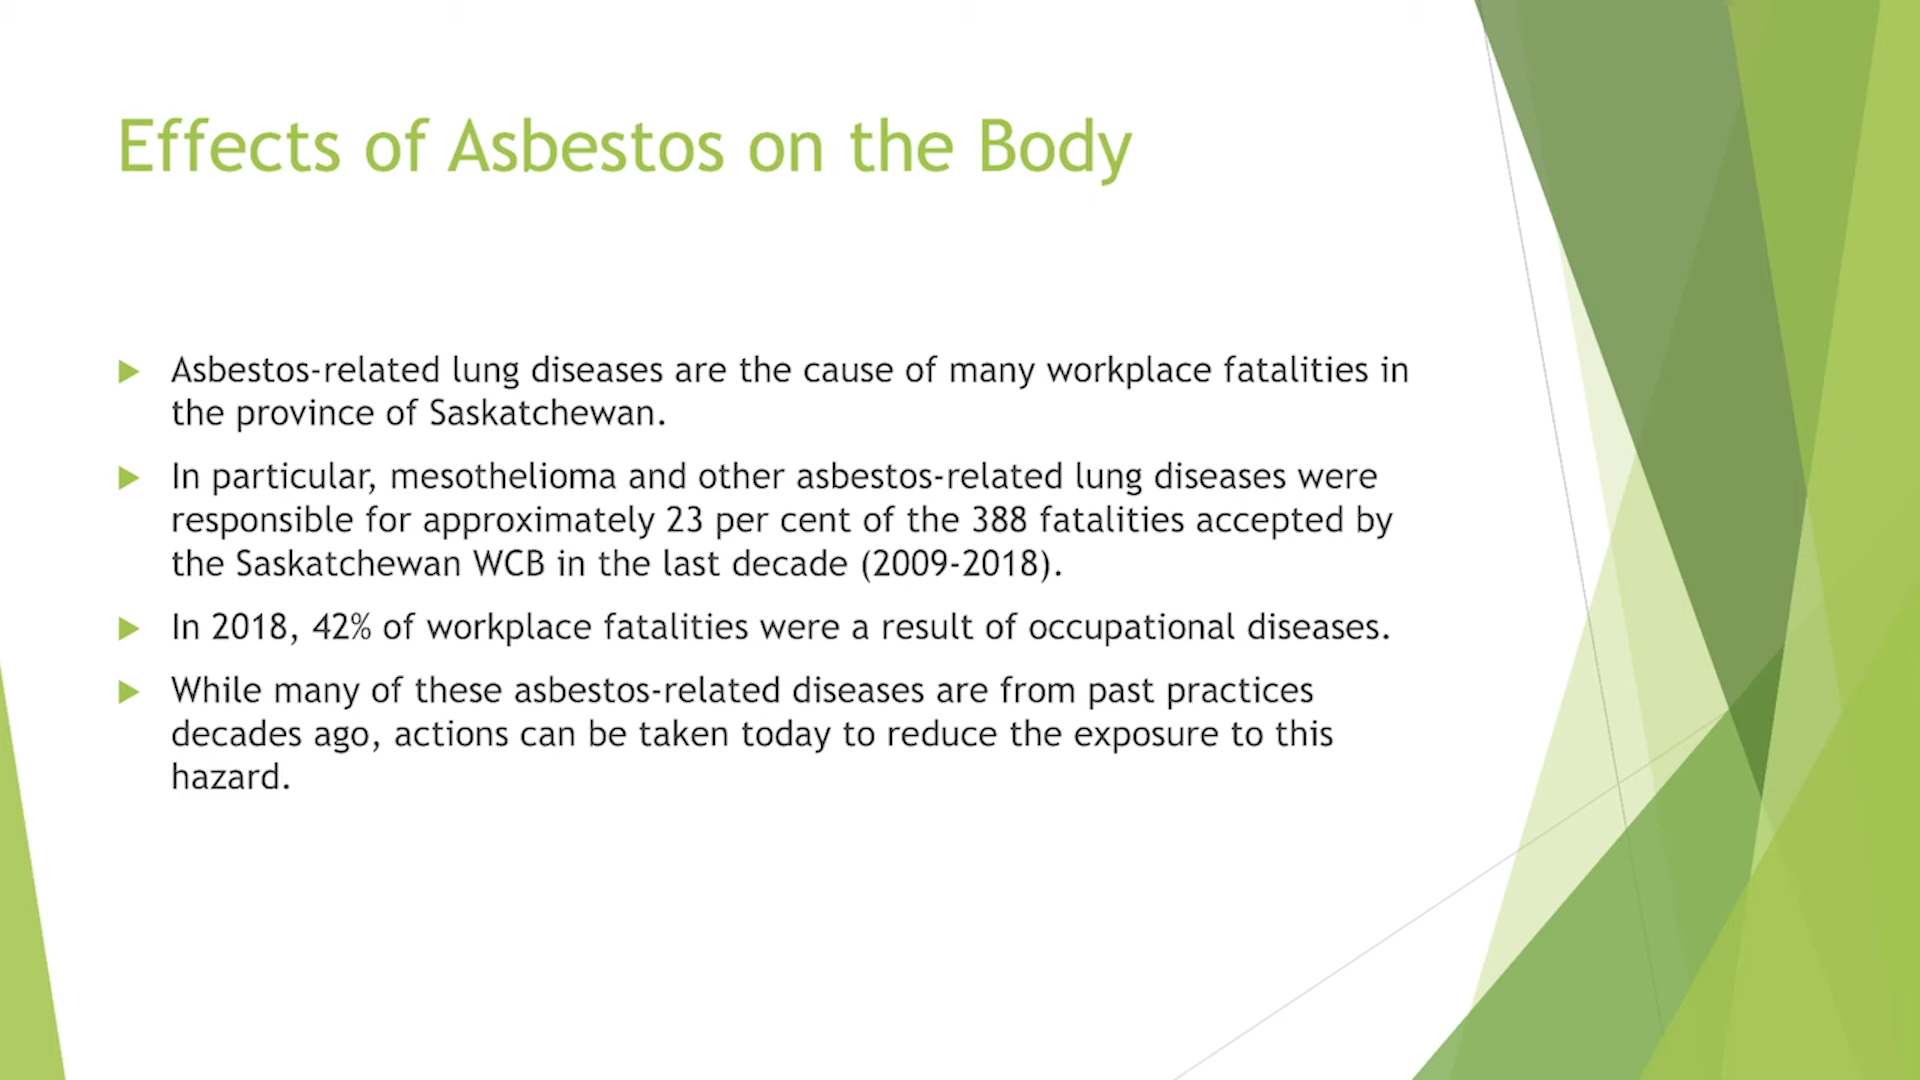 Effects of Asbestos on the Body
Asbestos-related lung diseases are the cause of many workplace fatalities in
the province of Saskatchewan.
In particular, mesothelioma and other asbestos-related lung diseases were
responsible for approximately 23 per cent of the 388 fatalities accepted by
the Saskatchewan WCB in the last decade (2009-2018).
In 2018, 42% of workplace fatalities were a result of occupational diseases.
While many of these asbestos-related diseases are from past practices
decades ago, actions can be taken today to reduce the exposure to this
hazard.